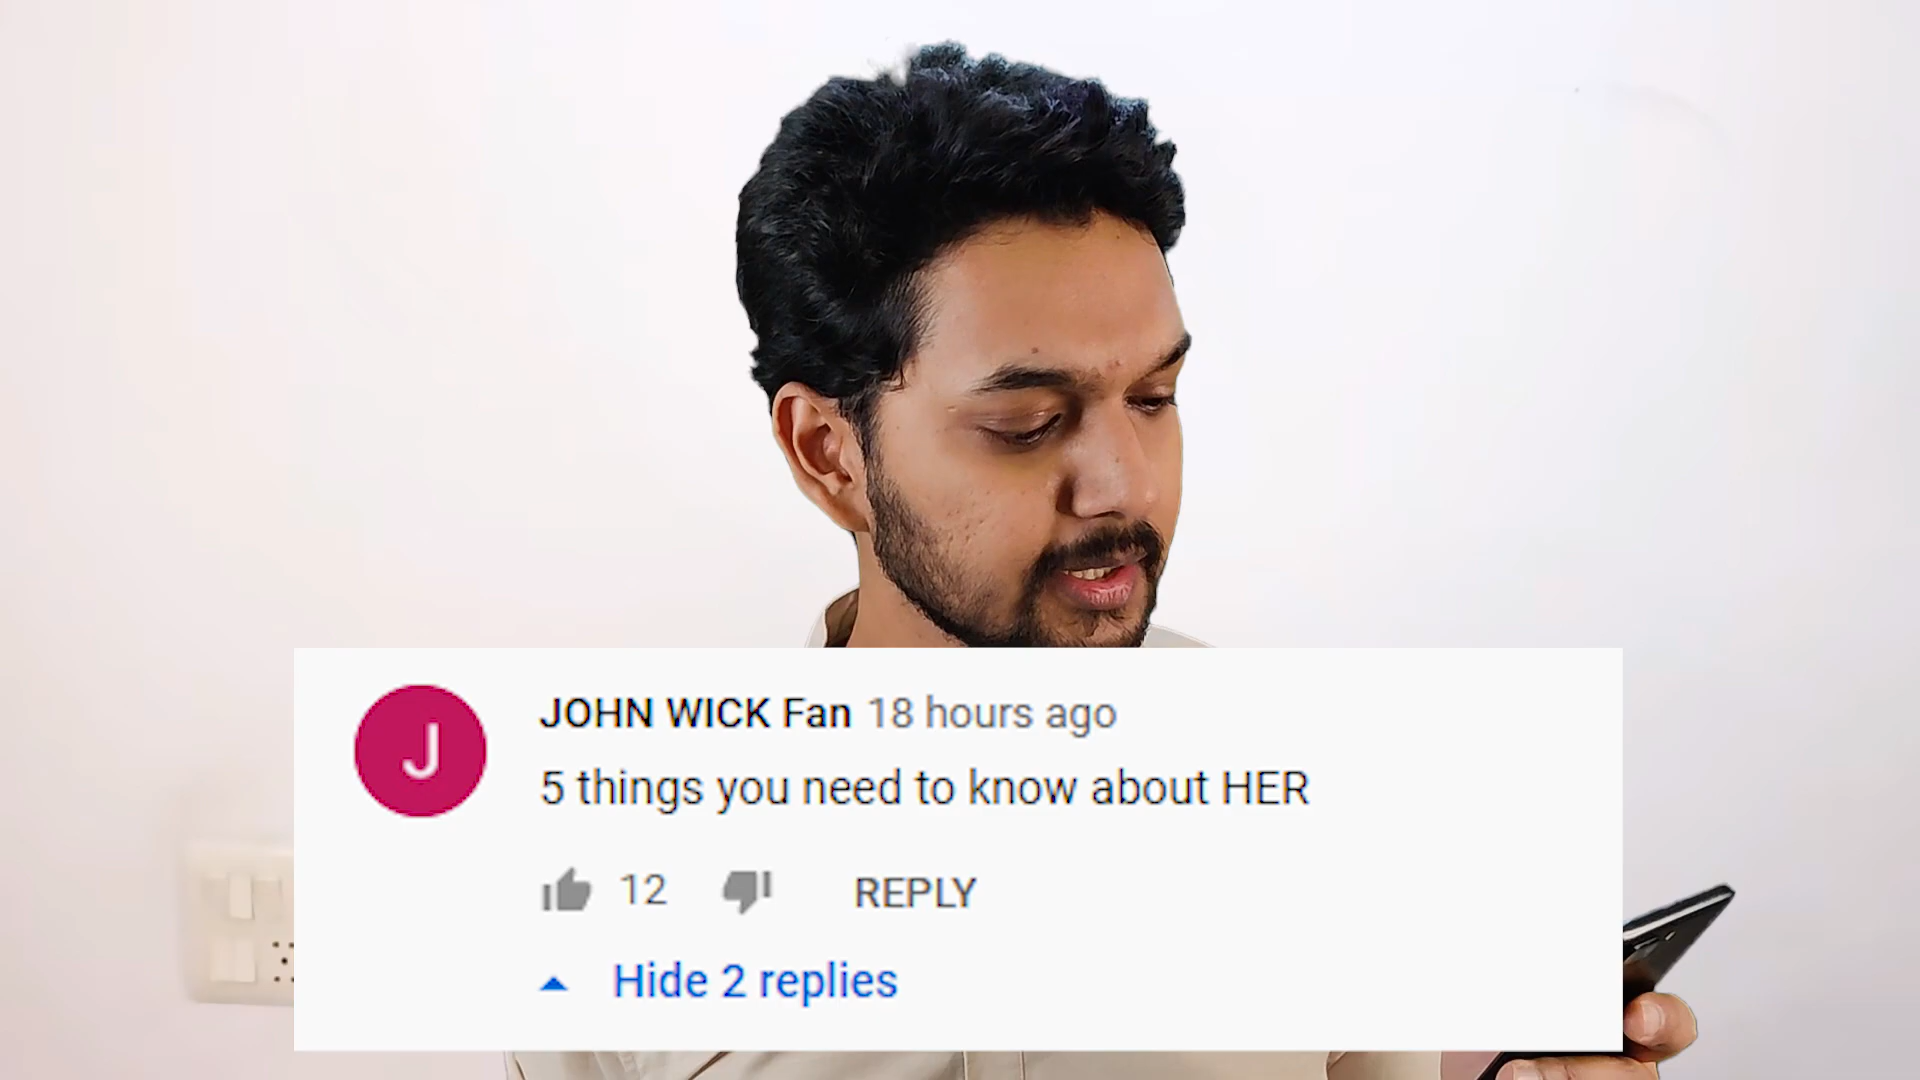 J
JOHN WICK Fan 18 hours ago
5 things you need to know about HER
12 REPLY
Hide 2 replies